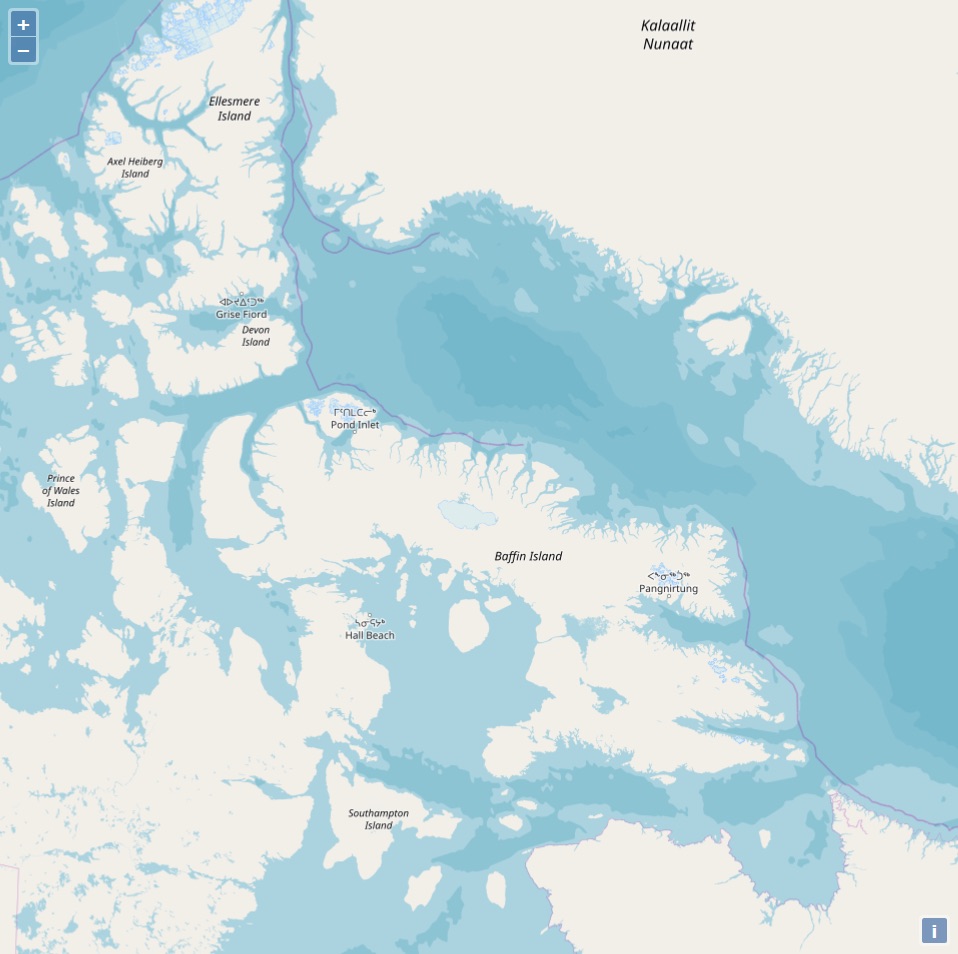 +
−
Kalaallit
Nunaat
Ellesmere
Island
Axel Heiberg
Island
ᐊᐅᔪᐃᑦᑐᖅ
Grise Fiord
Devon
Island
ᒥᑦᑎᒪᑕᓕᒃ
Pond Inlet
Prince
of Wales
Island
Baffin Island
ᐸᖕᓂᖅᑑᖅ
Pangnirtung
ᓴᓂᕋᔭᒃ
Hall Beach
Southampton
Island
i